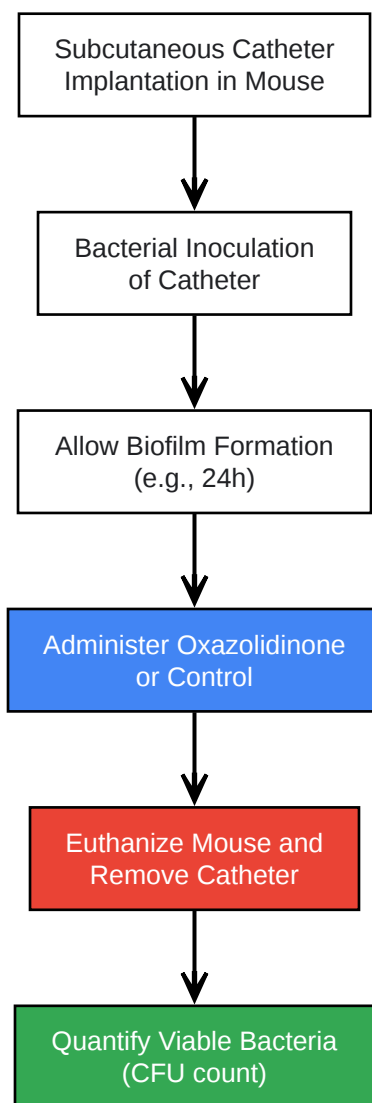 Subcutaneous Catheter
Implantation in Mouse
Bacterial Inoculation
of Catheter
Allow Biofilm Formation
(e.g., 24h)
Administer Oxazolidinone
or Control
Euthanize Mouse and
Remove Catheter
Quantify Viable Bacteria
(CFU count)